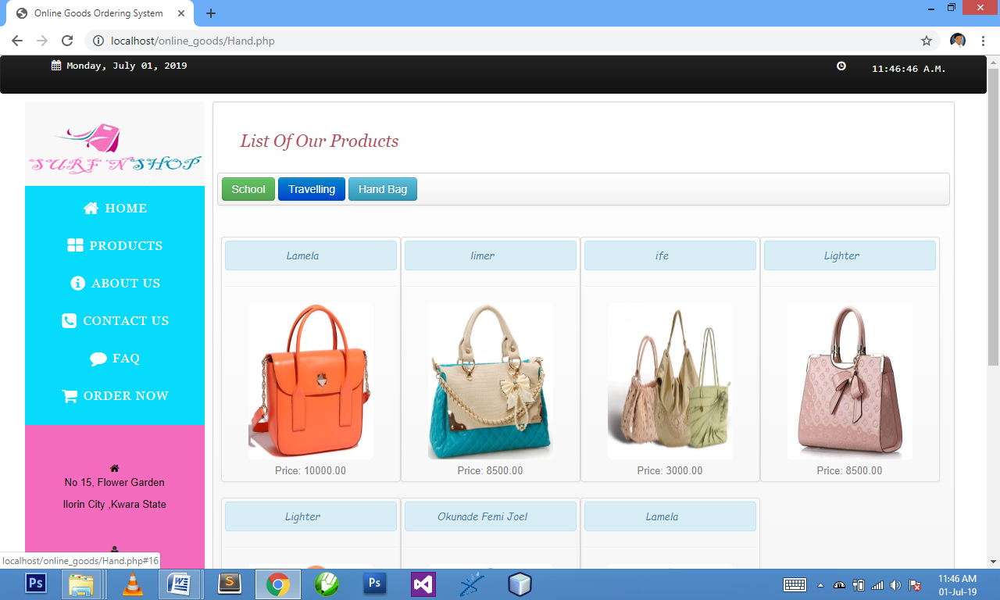 Online Goods Ordering System
localhost/online_goods/Hand.php
Monday, July 01, 2019
11:46:46 A.M.
SURF 'N' SHOP
HOME
PRODUCTS
ABOUT US
CONTACT US
FAQ
ORDER NOW
No 15, Flower Garden
Ilorin City ,Kwara State
List Of Our Products
School Travelling Hand Bag
Lamela limer ife Lighter
Price: 10000.00 Price: 8500.00 Price: 3000.00 Price: 8500.00
Lighter Okunade Femi Joel Lamela
localhost/online_goods/Hand.php#16
Ps W S Ps
11:46 AM
01-Jul-19